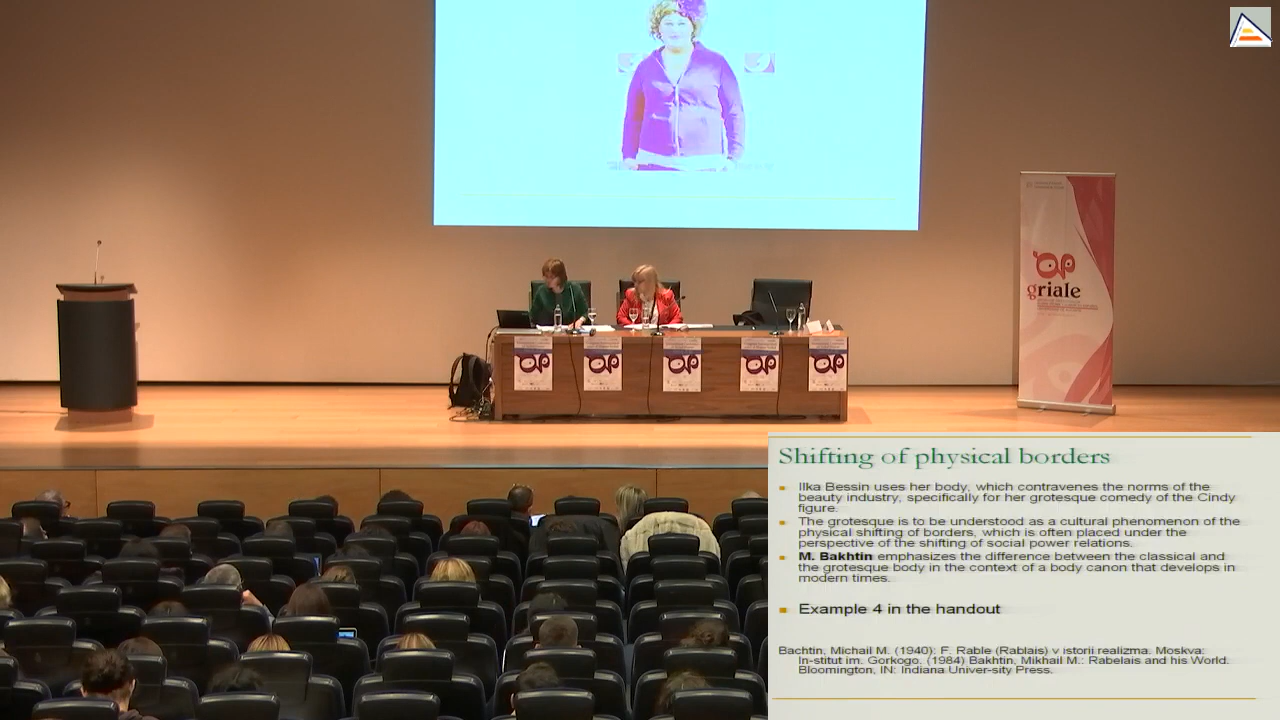 griale
Shifting of physical borders
Ilka Bessin uses her body, which contravenes the norms of the
beauty industry, specifically for her grotesque comedy of the Cindy
figure.
The grotesque is to be understood as a cultural phenomenon of the
physical shifting of borders, which is often placed under the
perspective of the shifting of social power relations.
M. Bakhtin emphasizes the difference between the classical and
the grotesque body in the context of a body canon that develops in
modern times.
Example 4 in the handout
Bachtin, Michail M. (1940): F. Rable (Rablais) v istorii realizma. Moskva:
In-stitut im. Gorkogo. (1984) Bakhtin, Mikhail M.: Rabelais and his World.
Bloomington, IN: Indiana Univer-sity Press.